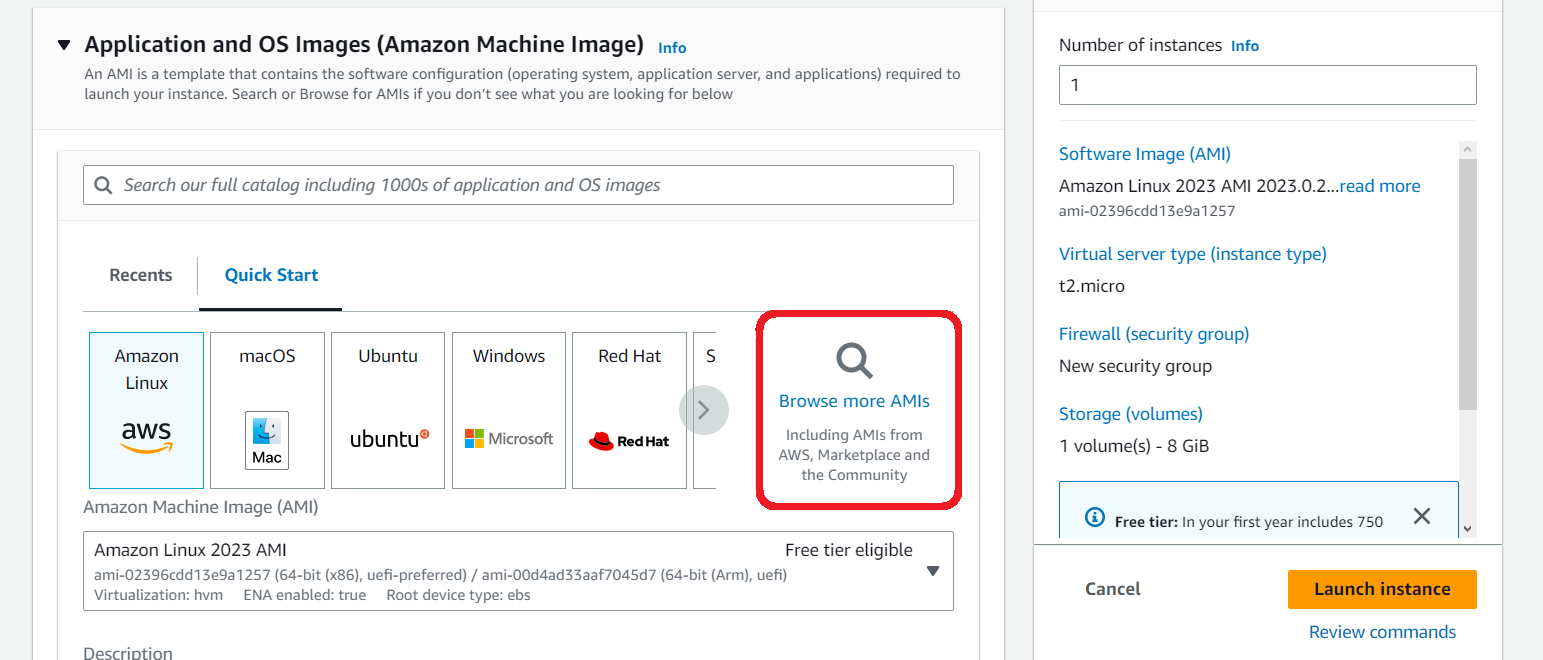 Application and OS Images (Amazon Machine Image) Info
An AMI is a template that contains the software configuration (operating system, application server, and applications) required to
launch your instance. Search or Browse for AMIs if you don’t see what you are looking for below
Search our full catalog including 1000s of application and OS images
Recents
Quick Start
Amazon
Linux
aws
macOS
Mac
Ubuntu
ubuntu
Windows
Microsoft
Red Hat
Red Hat
S
Browse more AMIs
Including AMIs from
AWS, Marketplace and
the Community
Amazon Machine Image (AMI)
Amazon Linux 2023 AMI
Free tier eligible
ami-02396cdd13e9a1257 (64-bit (x86), uefi-preferred) / ami-00d4ad33aaf7045d7 (64-bit (Arm), uefi)
Virtualization: hvm ENA enabled: true Root device type: ebs
Description
Number of instances Info
1
Software Image (AMI)
Amazon Linux 2023 AMI 2023.0.2...read more
ami-02396cdd13e9a1257
Virtual server type (instance type)
t2.micro
Firewall (security group)
New security group
Storage (volumes)
1 volume(s) - 8 GiB
Free tier: In your first year includes 750
Cancel
Launch instance
Review commands